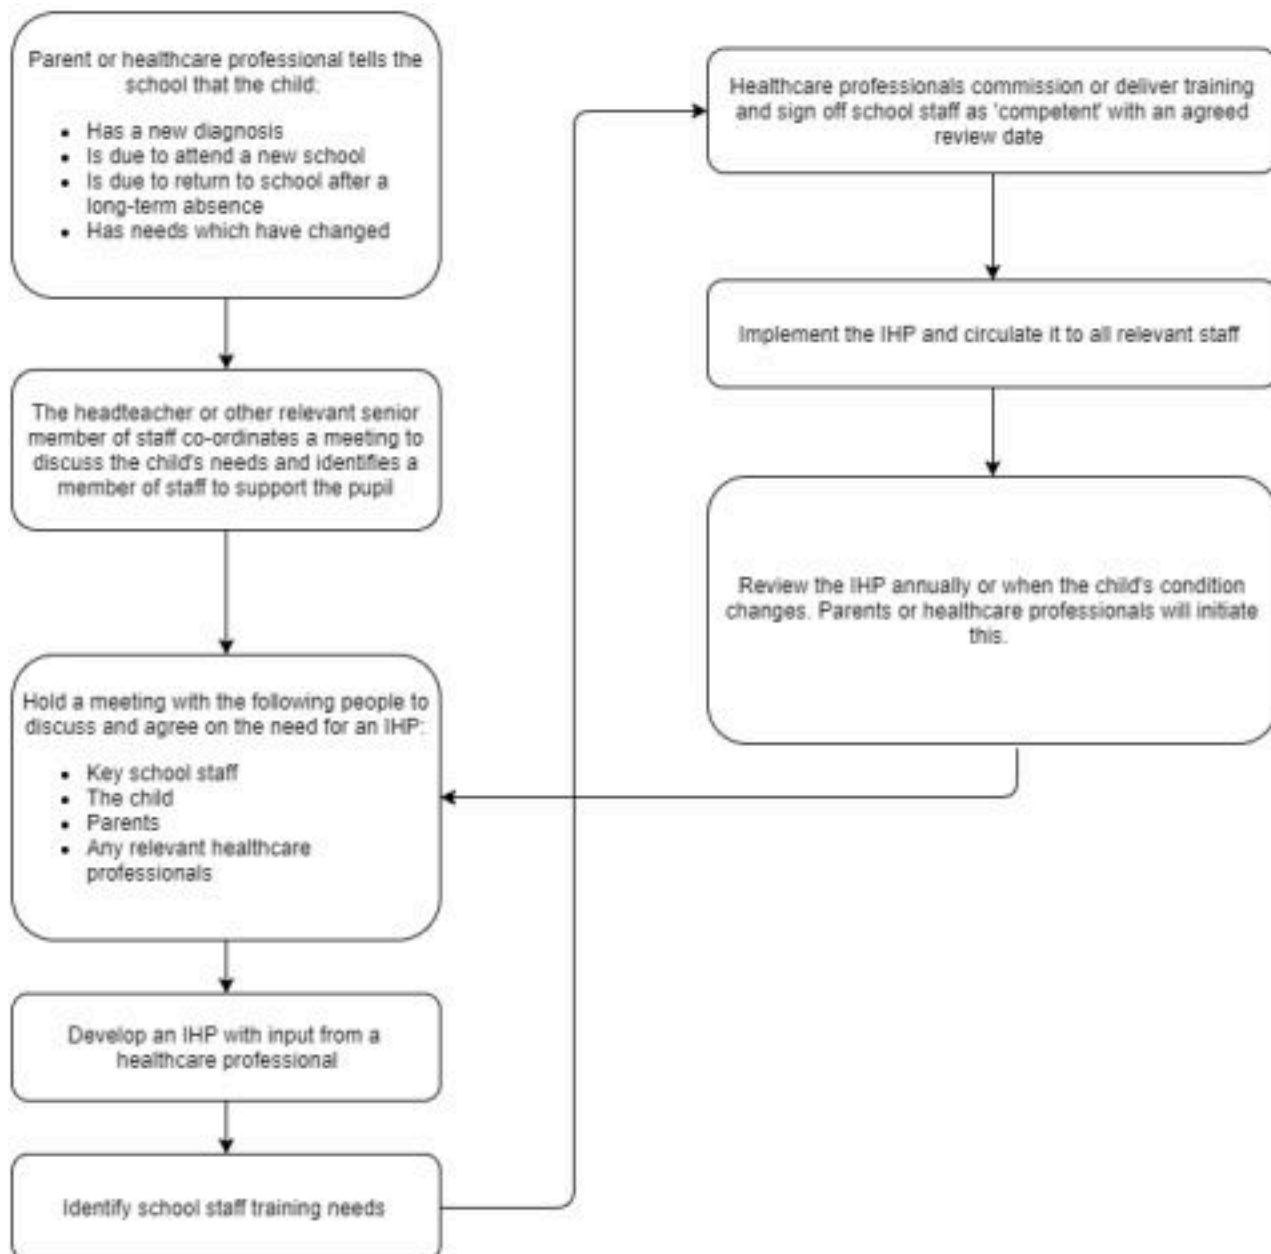 Parent or healthcare professional tells the
school that the child:
• Has a new diagnosis
• Is due to attend a new school
• Is due to return to school after a
long-term absence
• Has needs which have changed
The headteacher or other relevant senior
member of staff co-ordinates a meeting to
discuss the child's needs and identifies a
member of staff to support the pupil
Hold a meeting with the following people to
discuss and agree on the need for an IHP:
• Key school staff
• The child
• Parents
• Any relevant healthcare
professionals
Develop an IHP with input from a
healthcare professional
Identify school staff training needs
Healthcare professionals commission or deliver training
and sign off school staff as 'competent' with an agreed
review date
Implement the IHP and circulate it to all relevant staff
Review the IHP annually or when the child's condition
changes. Parents or healthcare professionals will initiate
this.